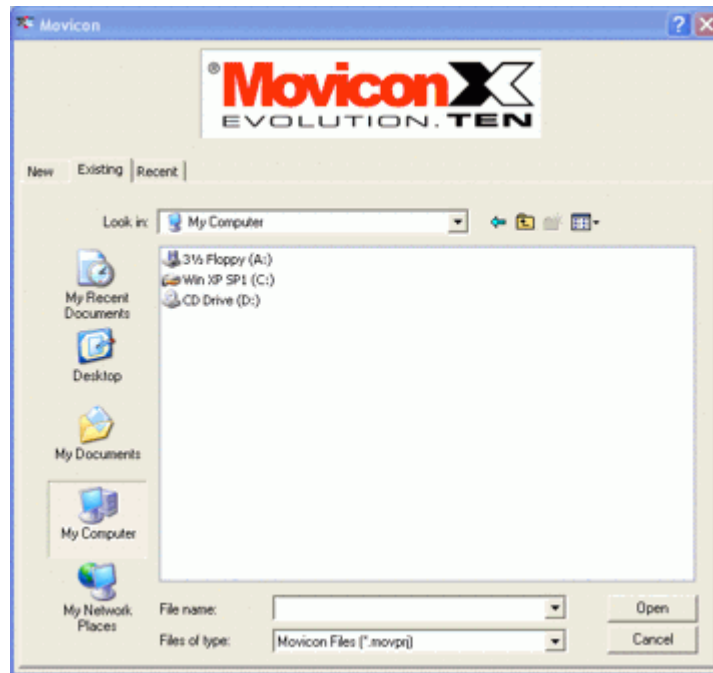 Movicon
® MoviconX
EVOLUTION.TEN
New Existing Recent
Look in: My Computer
3½ Floppy (A:)
Win XP SP1 (C:)
CD Drive (D:)
My Recent
Documents
Desktop
My Documents
My Computer
My Network
Places
File name:
Open
Files of type: Movicon Files (*.movprj)
Cancel